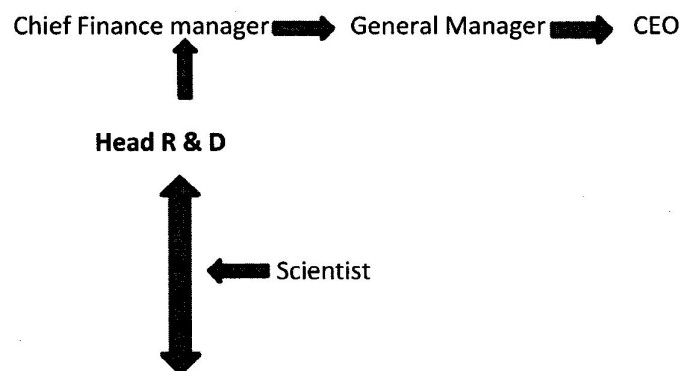 Chief Finance manager General Manager CEO
Head R & D
Scientist